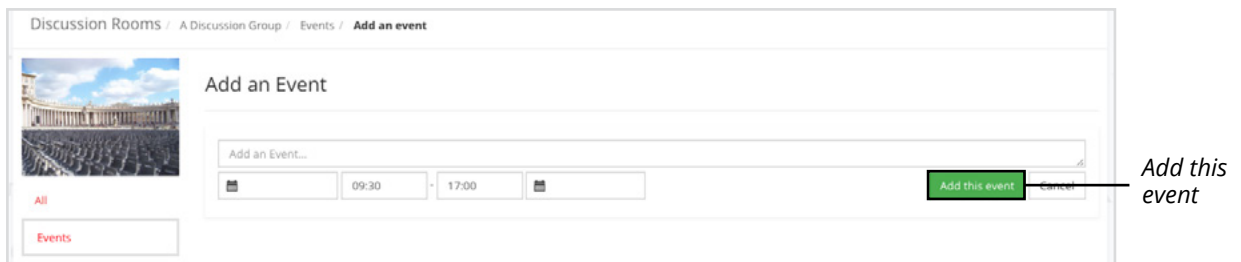 Discussion Rooms / A Discussion Group / Events / Add an event
Add an Event
Add an Event...
09:30 - 17:00 Add this event Cancel
Add this
event
All
Events